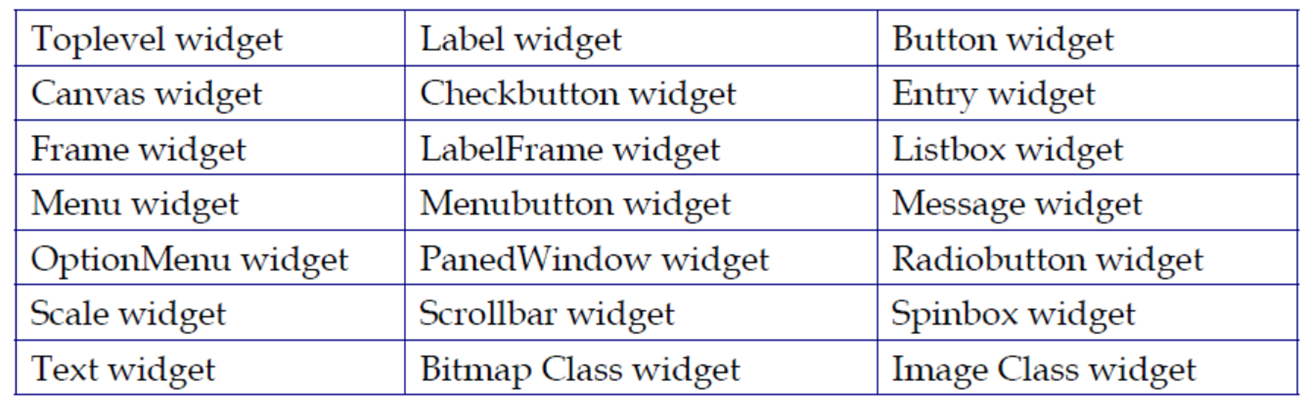 Toplevel widget Label widget Button widget
Canvas widget Checkbutton widget Entry widget
Frame widget LabelFrame widget Listbox widget
Menu widget Menubutton widget Message widget
OptionMenu widget PanedWindow widget Radiobutton widget
Scale widget Scrollbar widget Spinbox widget
Text widget Bitmap Class widget Image Class widget